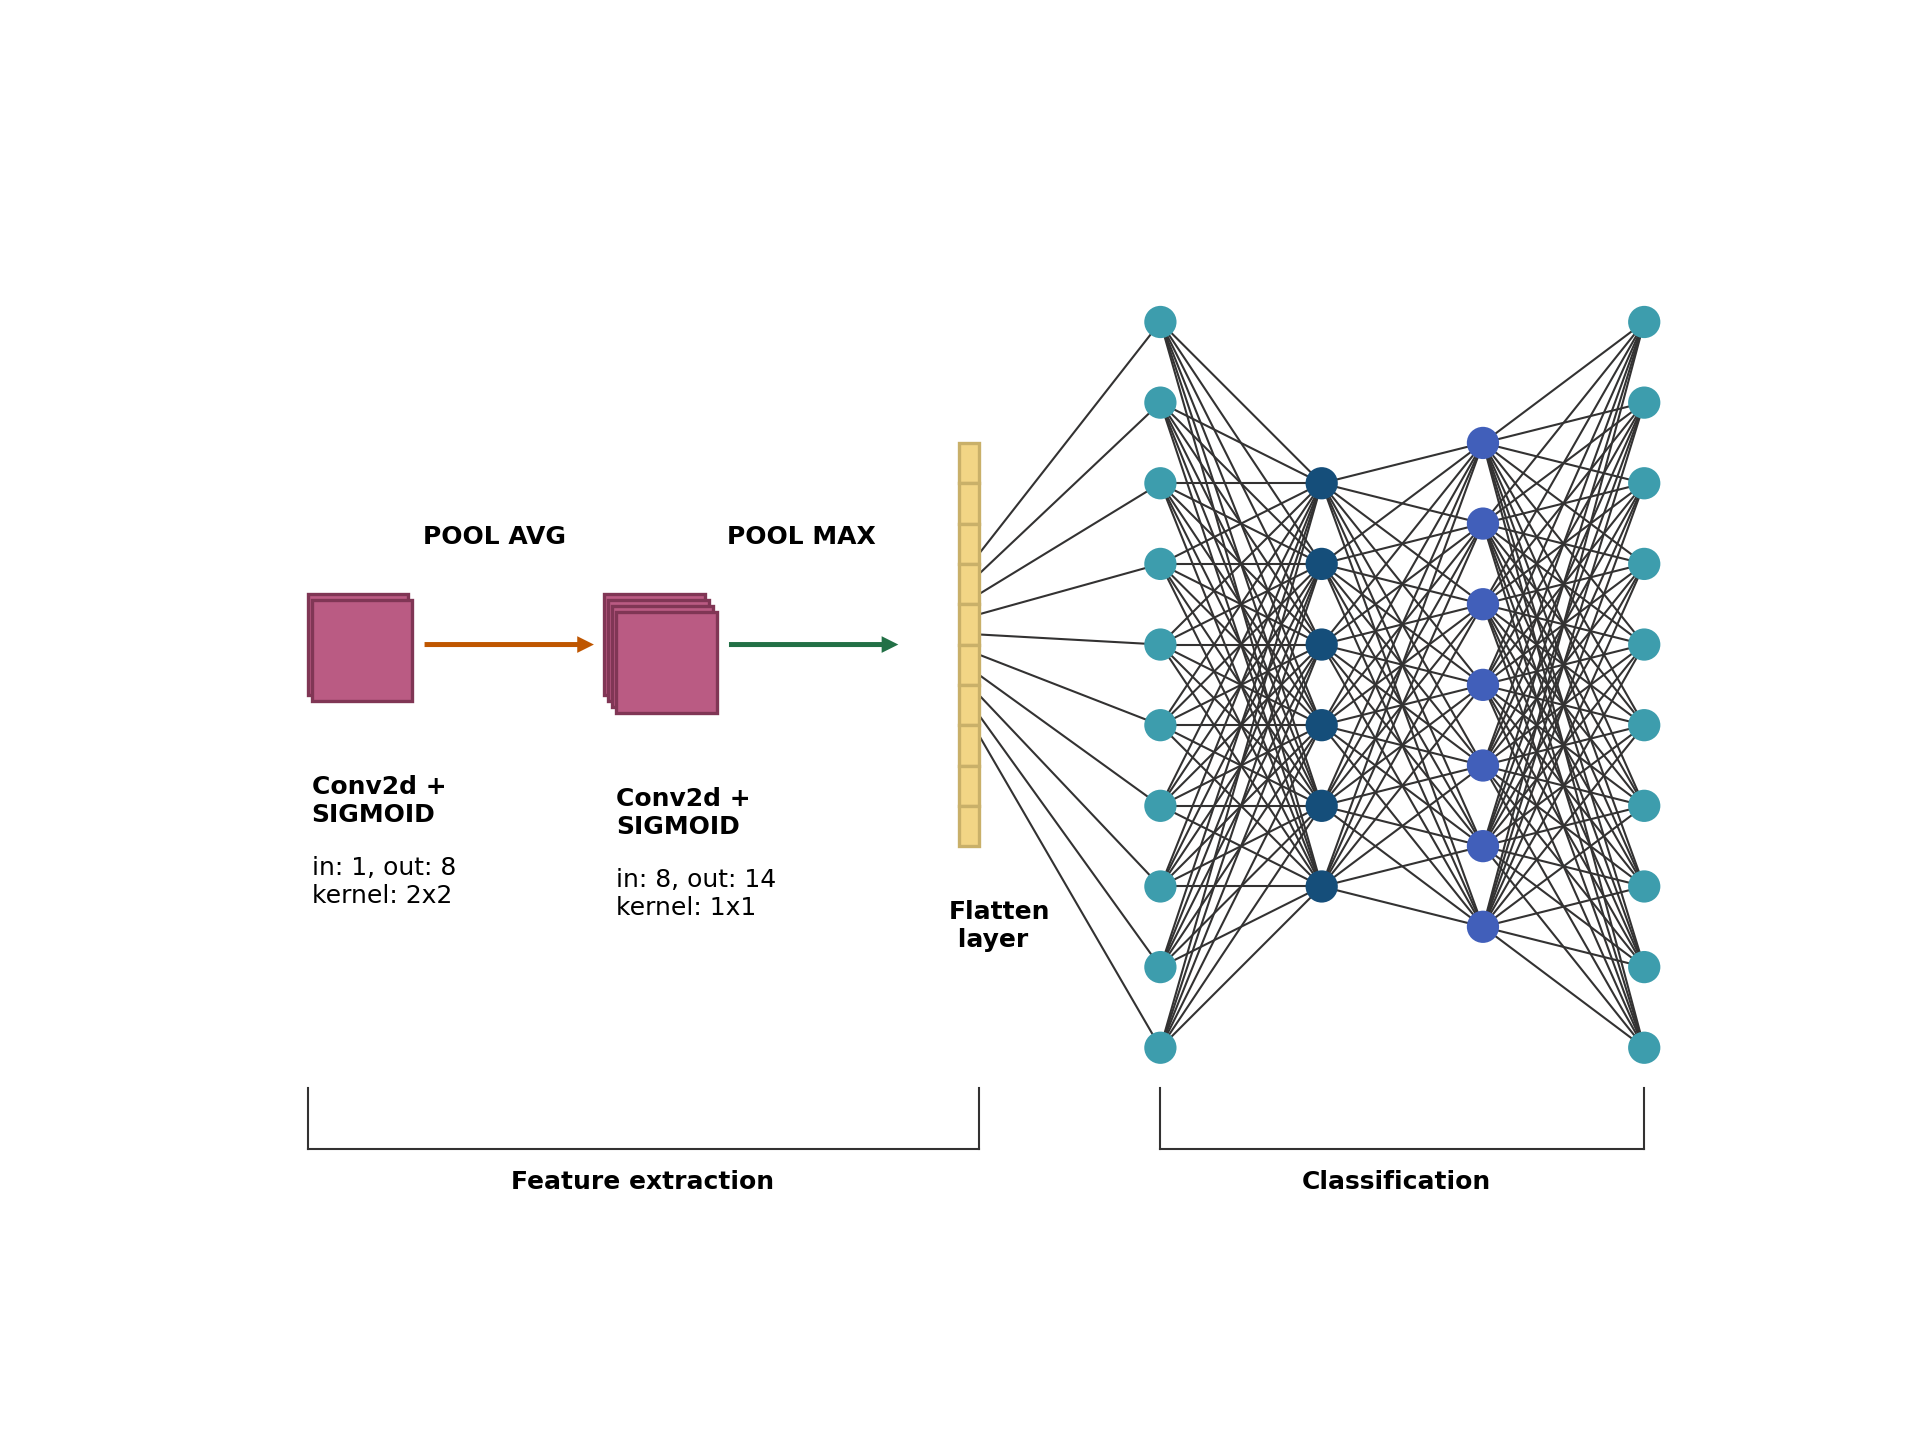 POOL AVG
POOL MAX
Conv2d +
SIGMOID
in: 1, out: 8
kernel: 2x2
Conv2d +
SIGMOID
in: 8, out: 14
kernel: 1x1
Flatten
layer
Feature extraction
Classification